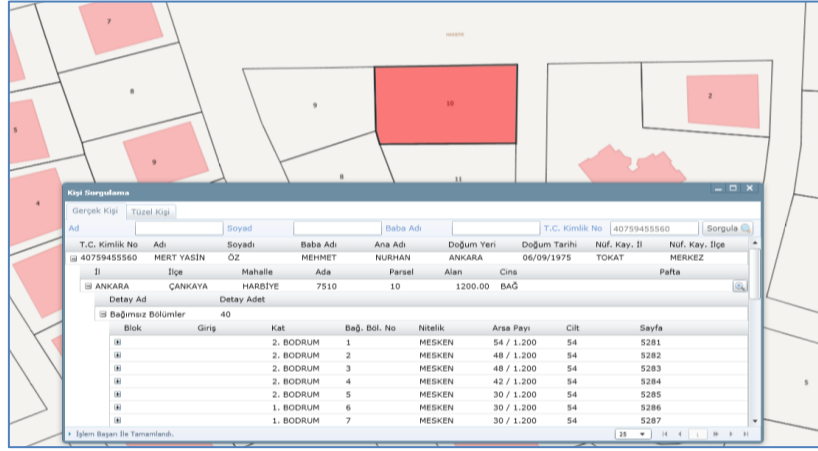 7
8
9
10
2
5
9
8
11
4
5
Kişi Sorgulama
Gerçek Kişi Tüzel Kişi
Ad Soyad Baba Adı T.C. Kimlik No 40759455560 Sorgula
T.C. Kimlik No Adı Soyadı Baba Adı Ana Adı Doğum Yeri Doğum Tarihi Nüf. Kay. İl Nüf. Kay. İlçe
40759455560 MERT YASİN ÖZ MEHMET NURHAN ANKARA 06/09/1975 TOKAT MERKEZ
İl İlçe Mahalle Ada Parsel Alan Cins Pafta
ANKARA ÇANKAYA HARBİYE 7510 10 1200.00 BAĞ
Detay Ad Detay Adet
Bağımsız Bölümler 40
Blok Giriş Kat Bağ. Böl. No Nitelik Arsa Payı Cilt Sayfa
2. BODRUM 1 MESKEN 54 / 1.200 54 5281
2. BODRUM 2 MESKEN 48 / 1.200 54 5282
2. BODRUM 3 MESKEN 48 / 1.200 54 5283
2. BODRUM 4 MESKEN 42 / 1.200 54 5284
2. BODRUM 5 MESKEN 30 / 1.200 54 5285
1. BODRUM 6 MESKEN 30 / 1.200 54 5286
1. BODRUM 7 MESKEN 30 / 1.200 54 5287
İşlem Başarı İle Tamamlandı.